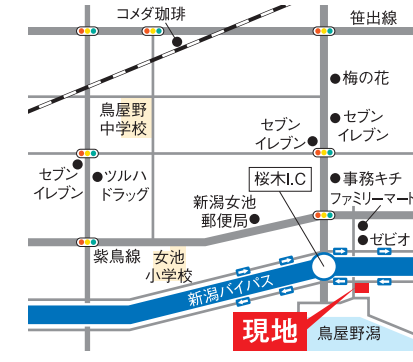 コメダ珈琲
笹出線
梅の花
鳥屋野
中学校
セブン
イレブン
セブン
イレブン
セブン
イレブン
ツルハ
ドラッグ
桜木I.C
事務キチ
ファミリーマート
新潟女池
郵便局
ゼビオ
紫鳥線
女池
小学校
新潟バイパス
現地
鳥屋野潟